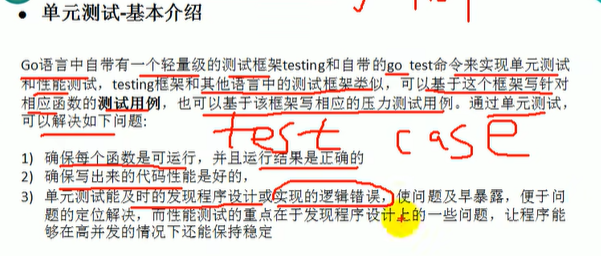 • 单元测试-基本介绍
Go语言中自带有一个轻量级的测试框架testing和自带的go test命令来实现单元测试
和性能测试，testing框架和其他语言中的测试框架类似，可以基于这个框架写针对
相应函数的测试用例，也可以基于该框架写相应的压力测试用例。通过单元测试，
可以解决如下问题:
test case
1) 确保每个函数是可运行，并且运行结果是正确的
2) 确保写出来的代码性能是好的，
3) 单元测试能及时的发现程序设计或实现的逻辑错误，使问题及早暴露，便于问
题的定位解决，而性能测试的重点在于发现程序设计上的一些问题，让程序能
够在高并发的情况下还能保持稳定